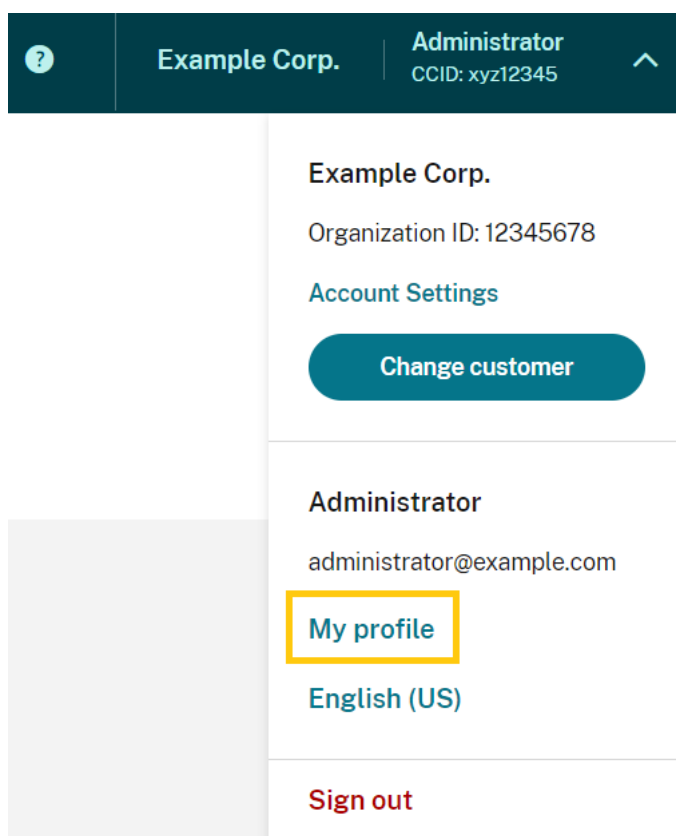 ?
Example Corp.
Administrator
CCID: xyz12345
Example Corp.
Organization ID: 12345678
Account Settings
Change customer
Administrator
administrator@example.com
My profile
English (US)
Sign out